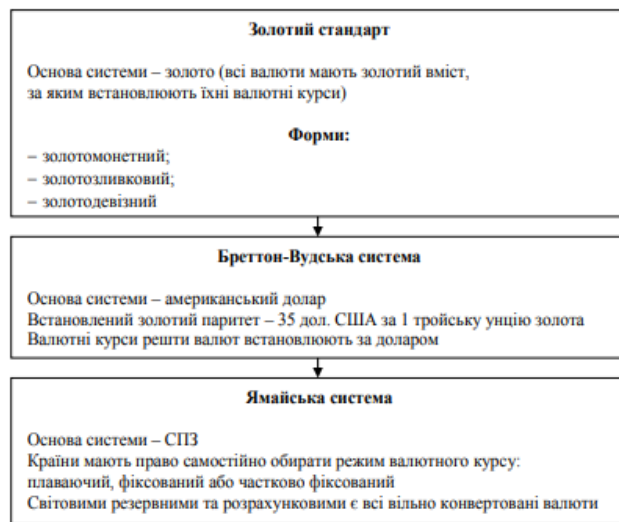 Золотий стандарт
Основа системи – золото (всі валюти мають золотий вміст,
за яким встановлюють їхні валютні курси)
Форми:
– золотомонетний;
– золотозливковий;
– золотодевізний
Бреттон-Вудська система
Основа системи – американський долар
Встановлений золотий паритет – 35 дол. США за 1 тройську унцію золота
Валютні курси решти валют встановлюють за доларом
Ямайська система
Основа системи – СПЗ
Країни мають право самостійно обирати режим валютного курсу:
плаваючий, фіксований або частково фіксований
Світовими резервними та розрахунковими є всі вільно конвертовані валюти